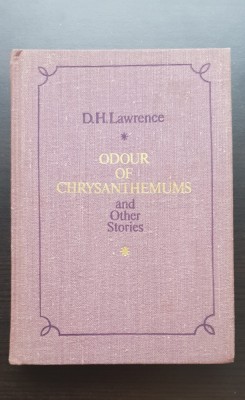 D.H.Lawrence
*
ODOUR
OF
CHRYSANTHEMUMS
and
Other
Stories
*